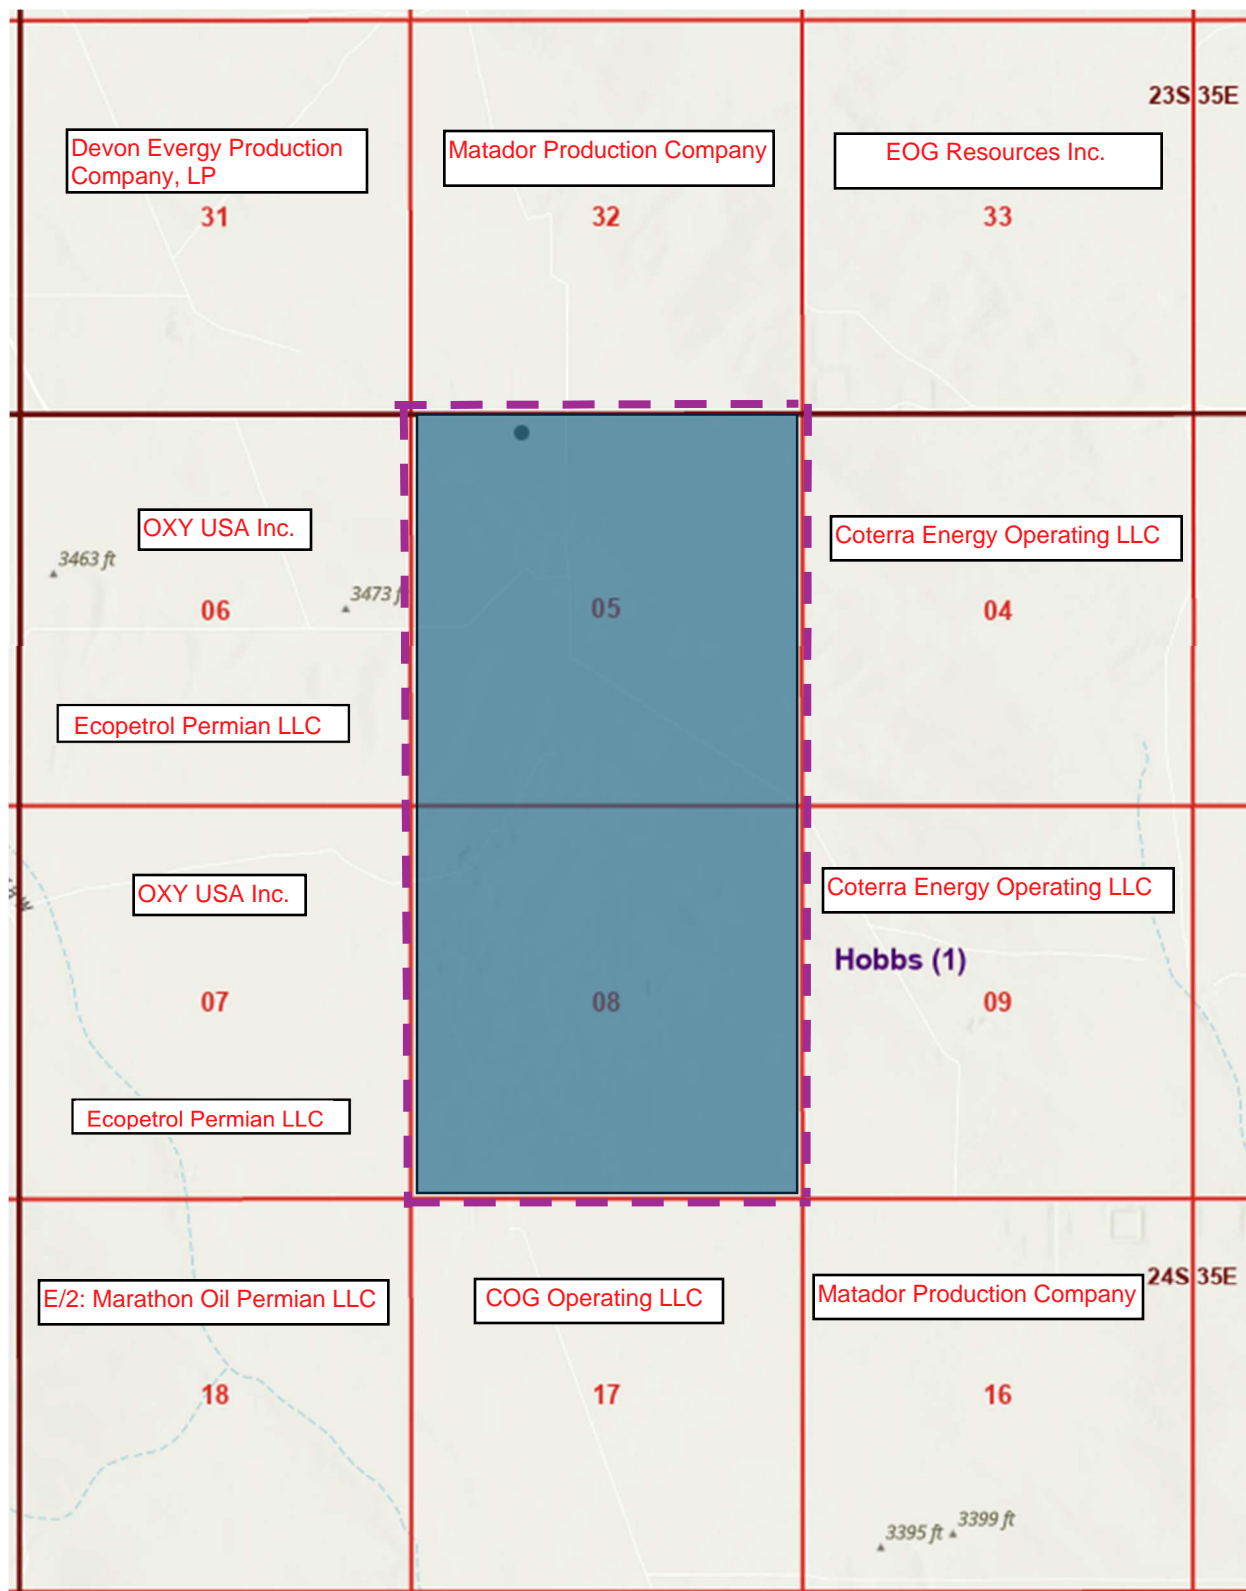 23S 35E
Devon Evergy Production
Company, LP
Matador Production Company
EOG Resources Inc.
31
32
33
OXY USA Inc.
Coterra Energy Operating LLC
3463 ft
3473 f
06
05
04
Ecopetrol Permian LLC
OXY USA Inc.
Coterra Energy Operating LLC
Hobbs (1)
07
08
09
Ecopetrol Permian LLC
24S 35E
E/2: Marathon Oil Permian LLC
COG Operating LLC
Matador Production Company
18
17
16
3395 ft
3399 ft